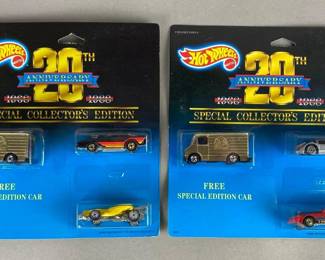 Hot Wheels
20TH
ANNIVERSARY
1968 1988
SPECIAL COLLECTOR'S EDITION
FREE
SPECIAL EDITION CAR
Hot Wheels
20TH
ANNIVERSARY
1968 1988
SPECIAL COLLECTOR'S EDITION
FREE
SPECIAL EDITION CAR